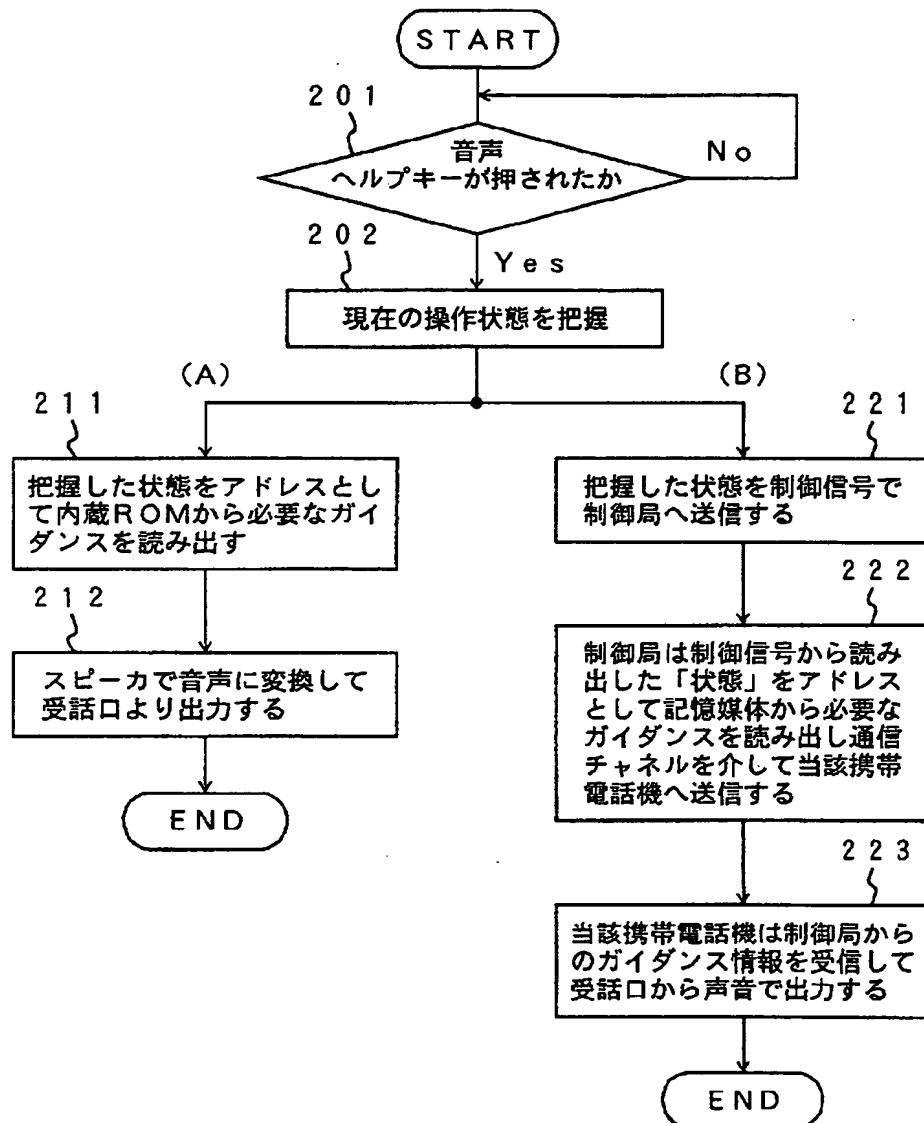 START
201
音声
ヘルプキーが押されたか
No
202
Yes
現在の操作状態を把握
(A)
(B)
211
把握した状態をアドレスとし
て内蔵ROMから必要なガイ
ダンスを読み出す
212
スピーカで音声に変換して
受話口より出力する
END
221
把握した状態を制御信号で
制御局へ送信する
222
制御局は制御信号から読み
出した「状態」をアドレス
として記憶媒体から必要な
ガイダンスを読み出し通信
チャネルを介して当該携帯
電話機へ送信する
223
当該携帯電話機は制御局から
のガイダンス情報を受信して
受話口から声音で出力する
END